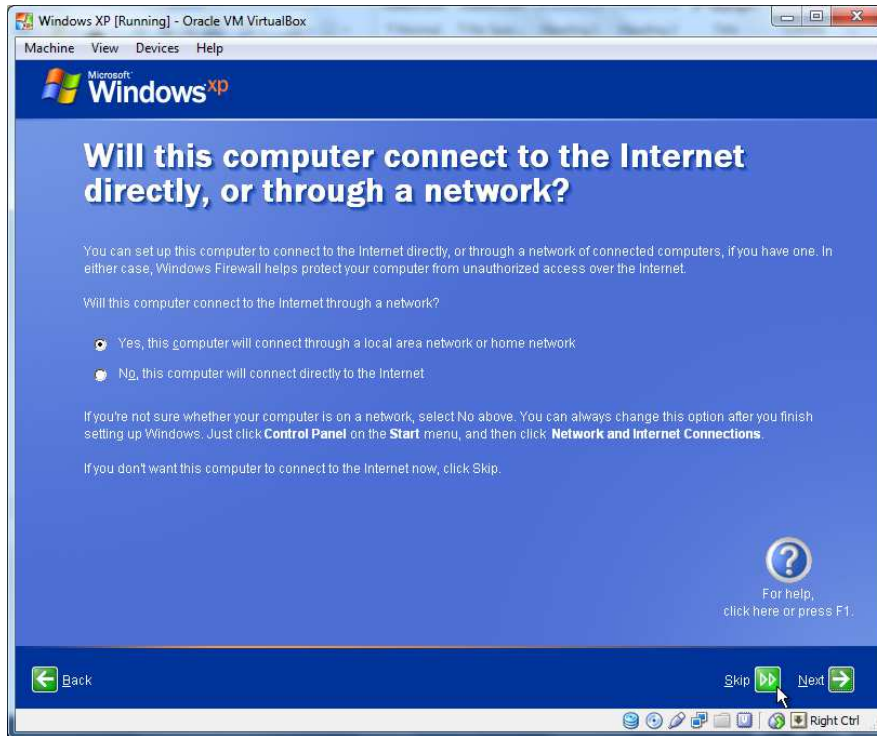 Windows XP [Running] - Oracle VM VirtualBox
Machine View Devices Help
Microsoft
Windows xp
Will this computer connect to the Internet
directly, or through a network?
You can set up this computer to connect to the Internet directly, or through a network of connected computers, if you have one. In
either case, Windows Firewall helps protect your computer from unauthorized access over the Internet.
Will this computer connect to the Internet through a network?
Yes, this computer will connect through a local area network or home network
No, this computer will connect directly to the Internet
If you're not sure whether your computer is on a network, select No above. You can always change this option after you finish
setting up Windows. Just click Control Panel on the Start menu, and then click Network and Internet Connections.
If you don't want this computer to connect to the Internet now, click Skip.
For help,
click here or press F1.
Back Skip Next
Right Ctrl